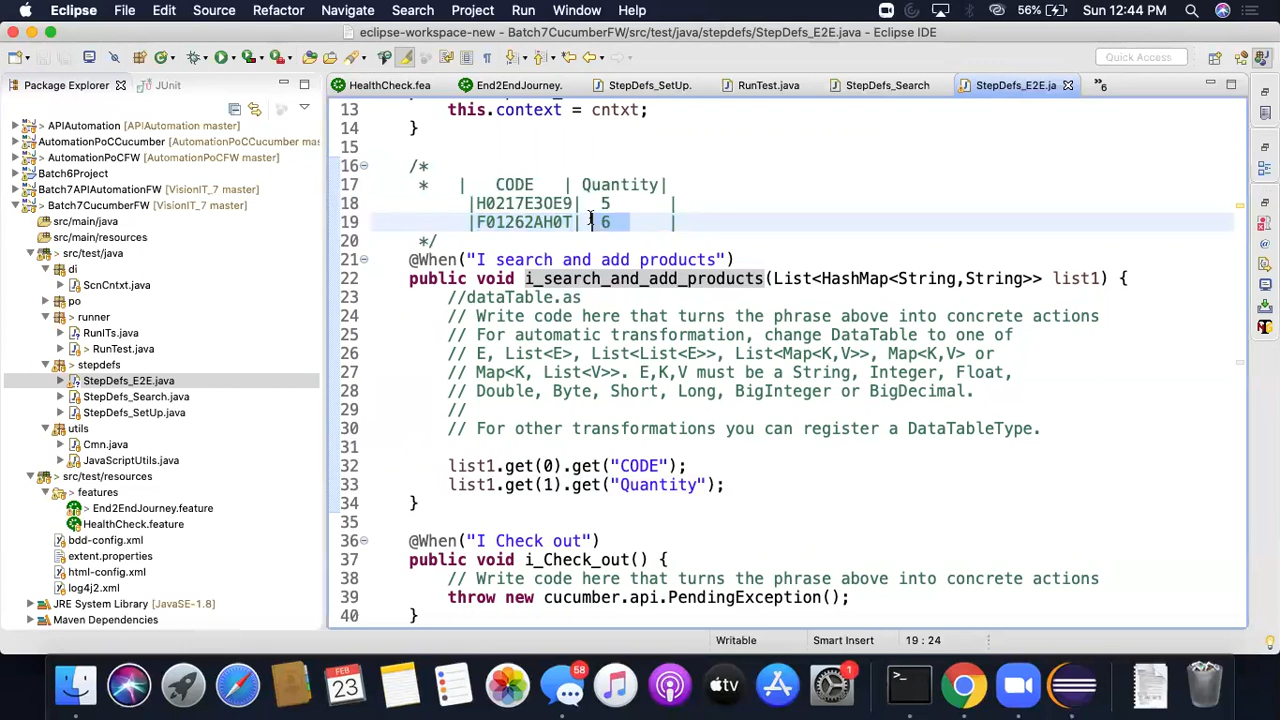 Eclipse File Edit Source Refactor Navigate Search Project Run Window Help 56% Sun 12:44 PM
eclipse-workspace-new - Batch7CucumberFW/src/test/java/stepdefs/StepDefs_E2E.java - Eclipse IDE
Quick Access
Package Explorer JUnit
HealthCheck.fea End2EndJourney. StepDefs_SetUp. RunTest.java StepDefs_Search StepDefs_E2E.ja »6
> APIAutomation [APIAutomation master]
AutomationPoCCucumber [AutomationPoCCucumber mas
> AutomationPoCFW [AutomationPoCFW master]
Batch6Project
Batch7APIAutomationFW [VisionIT_7 master]
> Batch7CucumberFW [VisionIT_7 master]
src/main/java
src/main/resources
> src/test/java
di
ScnCntxt.java
po
> runner
RunITs.java
> RunTest.java
> stepdefs
StepDefs_E2E.java
> StepDefs_Search.java
StepDefs_SetUp.java
utils
Cmn.java
JavaScriptUtils.java
> src/test/resources
> features
> End2EndJourney.feature
HealthCheck.feature
bdd-config.xml
extent.properties
html-config.xml
log4j2.xml
JRE System Library [JavaSE-1.8]
Maven Dependencies
13 this.context = cntxt;
14 }
15
16 /*
17 * | CODE | Quantity|
18 |H0217E3OE9| 5 |
19 |F01262AH0T| 6 |
20 */
21 @When("I search and add products")
22 public void i_search_and_add_products(List<HashMap<String,String>> list1) {
23 //dataTable.as
24 // Write code here that turns the phrase above into concrete actions
25 // For automatic transformation, change DataTable to one of
26 // E, List<E>, List<List<E>>, List<Map<K,V>>, Map<K,V> or
27 // Map<K, List<V>>. E,K,V must be a String, Integer, Float,
28 // Double, Byte, Short, Long, BigInteger or BigDecimal.
29 //
30 // For other transformations you can register a DataTableType.
31
32 list1.get(0).get("CODE");
33 list1.get(1).get("Quantity");
34 }
35
36 @When("I Check out")
37 public void i_Check_out() {
38 // Write code here that turns the phrase above into concrete actions
39 throw new cucumber.api.PendingException();
40 }
Writable Smart Insert 19 : 24
FEB
23
58
tv
1